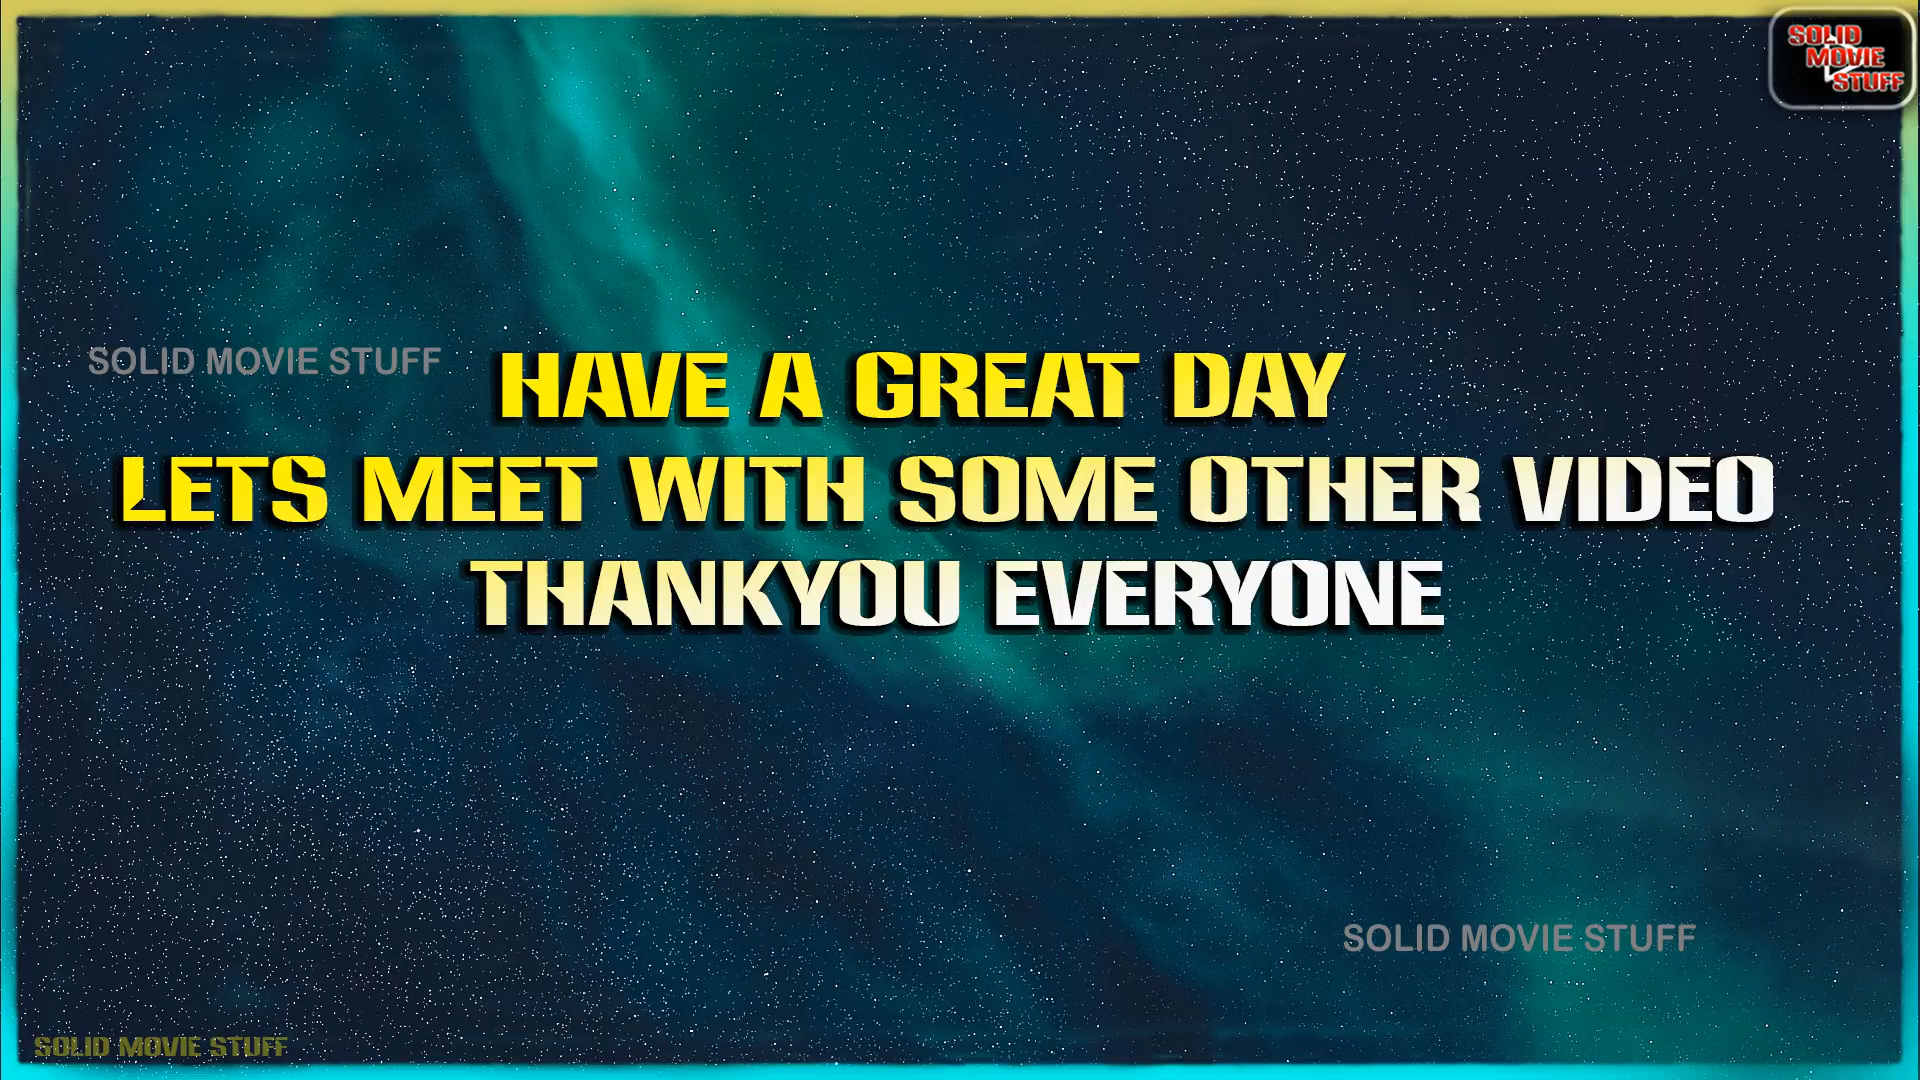 SOLID
MOVIE
STUFF
SOLID MOVIE STUFF
HAVE A GREAT DAY
LETS MEET WITH SOME OTHER VIDEO
THANKYOU EVERYONE
SOLID MOVIE STUFF
SOLID MOVIE STUFF